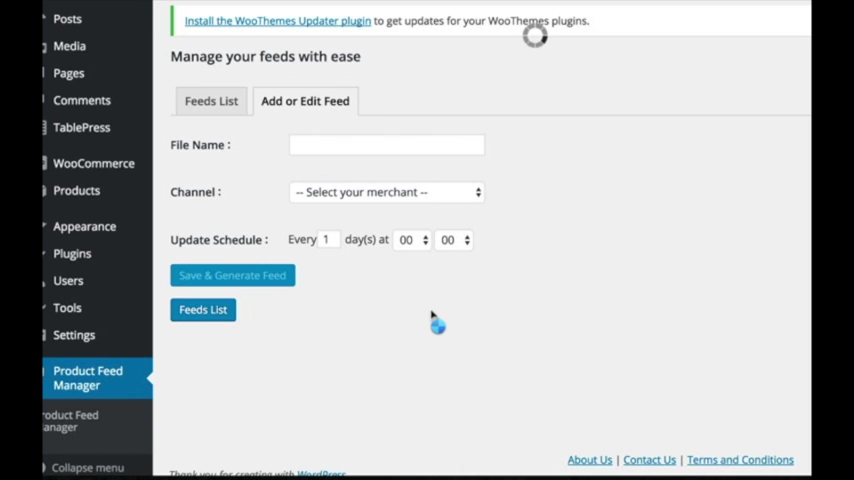 Posts
Media
Pages
Comments
TablePress
WooCommerce
Products
Appearance
Plugins
Users
Tools
Settings
Product Feed
Manager
roduct Feed
anager
Collapse menu
Install the WooThemes Updater plugin to get updates for your WooThemes plugins.
Manage your feeds with ease
Feeds List
Add or Edit Feed
File Name :
Channel : -- Select your merchant --
Update Schedule : Every 1 day(s) at 00 00
Save & Generate Feed
Feeds List
About Us | Contact Us | Terms and Conditions
Thank you for creating with WordPress